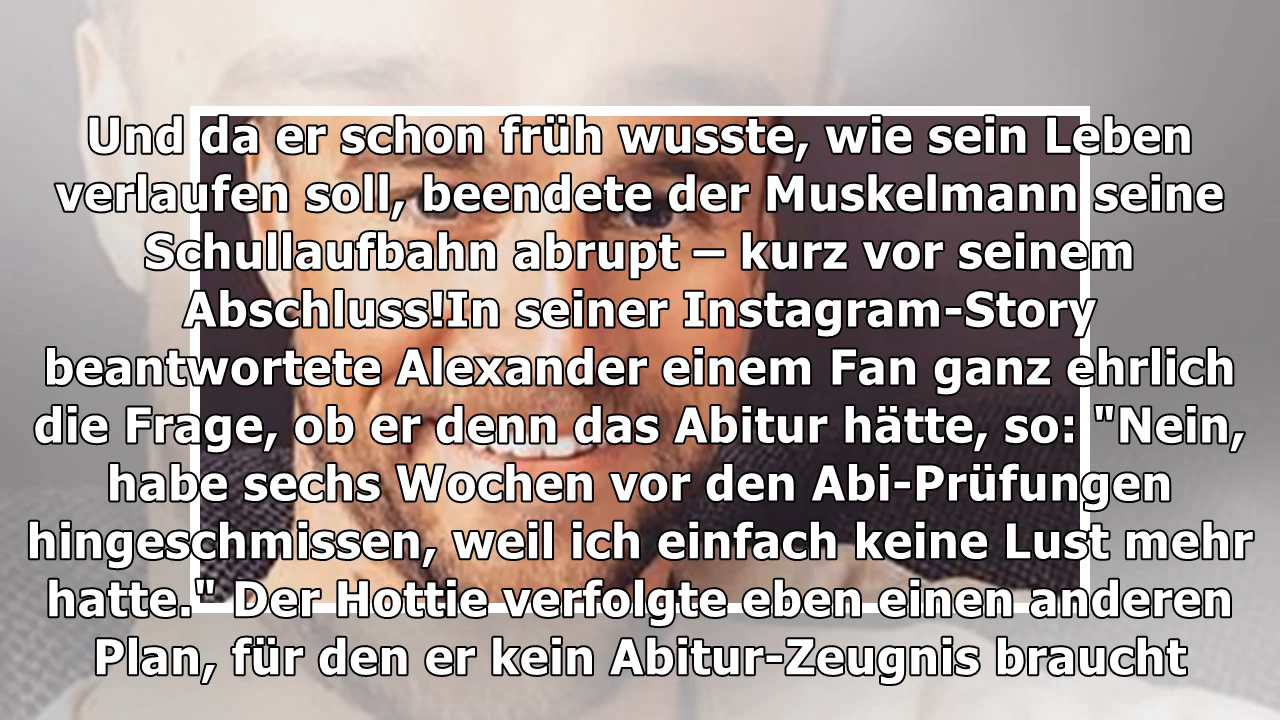 Und da er schon früh wusste, wie sein Leben
verlaufen soll, beendete der Muskelmann seine
Schullaufbahn abrupt – kurz vor seinem
Abschluss!In seiner Instagram-Story
beantwortete Alexander einem Fan ganz ehrlich
die Frage, ob er denn das Abitur hätte, so: "Nein,
habe sechs Wochen vor den Abi-Prüfungen
hingeschmissen, weil ich einfach keine Lust mehr
hatte." Der Hottie verfolgte eben einen anderen
Plan, für den er kein Abitur-Zeugnis braucht